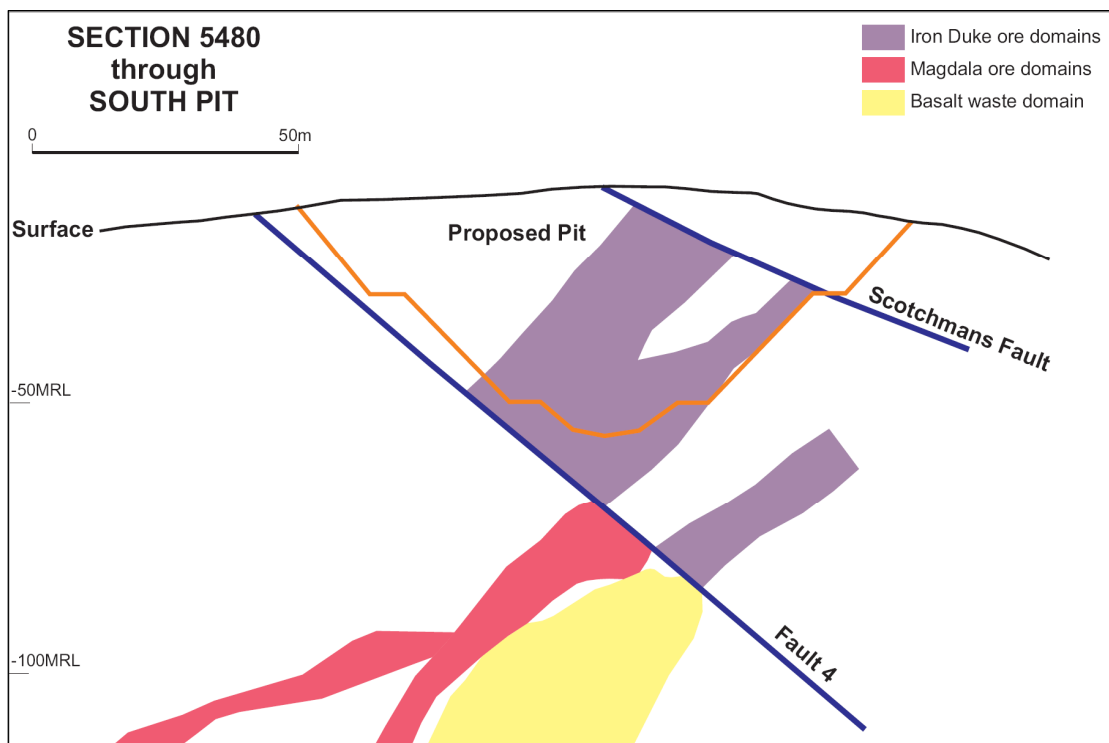 SECTION 5480
through
SOUTH PIT
0
50m
Iron Duke ore domains
Magdala ore domains
Basalt waste domain
Surface
Proposed Pit
Scotchmans Fault
-50MRL
-100MRL
Fault 4